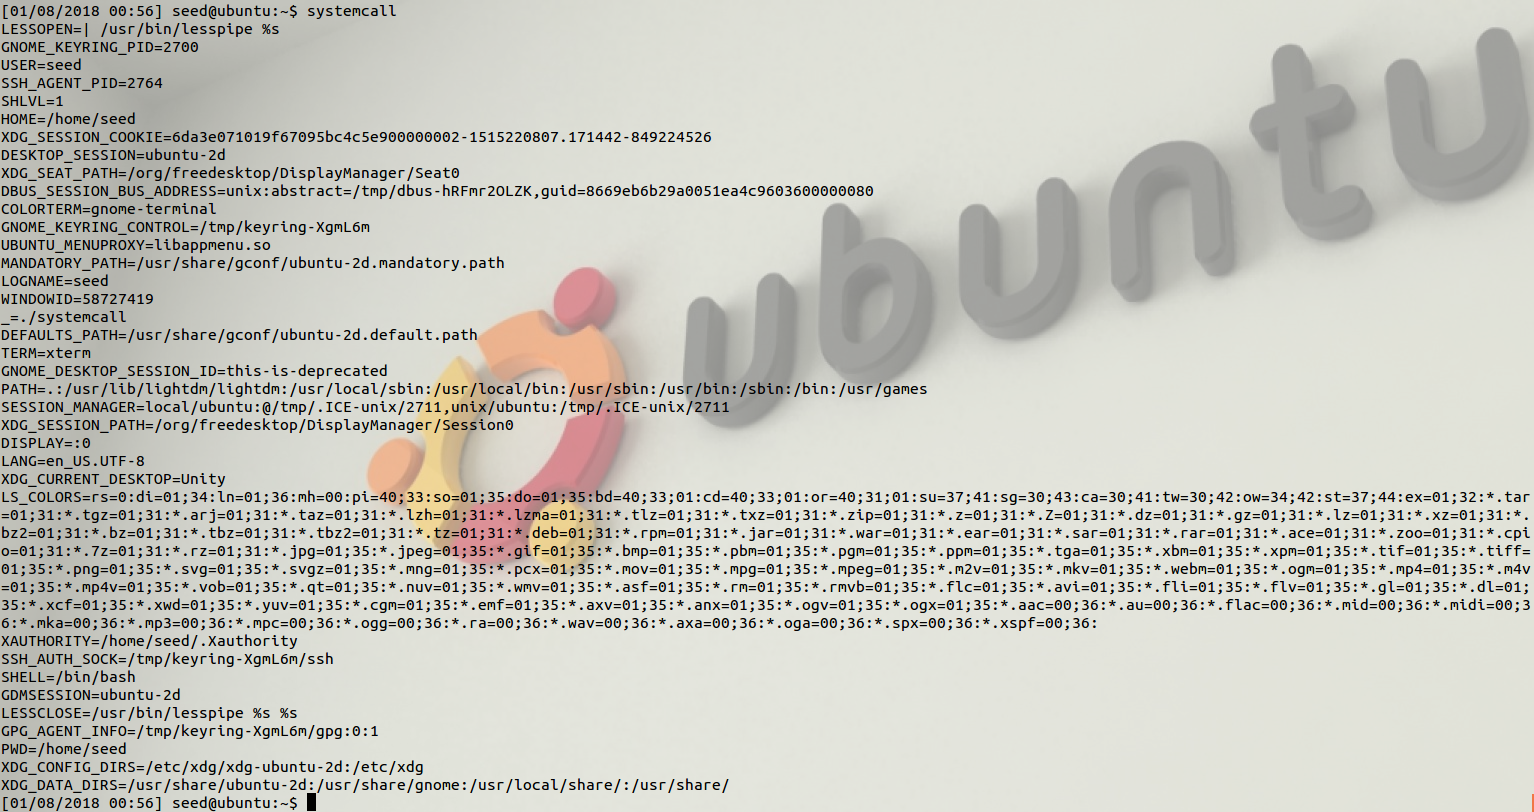 [01/08/2018 00:56] seed@ubuntu:~$ systemcall
LESSOPEN=| /usr/bin/lesspipe %s
GNOME_KEYRING_PID=2700
USER=seed
SSH_AGENT_PID=2764
SHLVL=1
HOME=/home/seed
XDG_SESSION_COOKIE=6da3e071019f67095bc4c5e900000002-1515220807.171442-849224526
DESKTOP_SESSION=ubuntu-2d
XDG_SEAT_PATH=/org/freedesktop/DisplayManager/Seat0
DBUS_SESSION_BUS_ADDRESS=unix:abstract=/tmp/dbus-hRFmr2OLZK,guid=8669eb6b29a0051ea4c9603600000080
COLORTERM=gnome-terminal
GNOME_KEYRING_CONTROL=/tmp/keyring-XgmL6m
UBUNTU_MENUPROXY=libappmenu.so
MANDATORY_PATH=/usr/share/gconf/ubuntu-2d.mandatory.path
LOGNAME=seed
WINDOWID=58727419
_=./systemcall
DEFAULTS_PATH=/usr/share/gconf/ubuntu-2d.default.path
TERM=xterm
GNOME_DESKTOP_SESSION_ID=this-is-deprecated
PATH=.:/usr/lib/lightdm/lightdm:/usr/local/sbin:/usr/local/bin:/usr/sbin:/usr/bin:/sbin:/bin:/usr/games
SESSION_MANAGER=local/ubuntu:@/tmp/.ICE-unix/2711,unix/ubuntu:/tmp/.ICE-unix/2711
XDG_SESSION_PATH=/org/freedesktop/DisplayManager/Session0
DISPLAY=:0
LANG=en_US.UTF-8
XDG_CURRENT_DESKTOP=Unity
LS_COLORS=rs=0:di=01;34:ln=01;36:mh=00:pi=40;33:so=01;35:do=01;35:bd=40;33;01:cd=40;33;01:or=40;31;01:su=37;41:sg=30;43:ca=30;41:tw=30;42:ow=34;42:st=37;44:ex=01;32:*.tar
=01;31:*.tgz=01;31:*.arj=01;31:*.taz=01;31:*.lzh=01;31:*.lzma=01;31:*.tlz=01;31:*.txz=01;31:*.zip=01;31:*.z=01;31:*.Z=01;31:*.dz=01;31:*.gz=01;31:*.lz=01;31:*.xz=01;31:*.
bz2=01;31:*.bz=01;31:*.tbz=01;31:*.tbz2=01;31:*.tz=01;31:*.deb=01;31:*.rpm=01;31:*.jar=01;31:*.war=01;31:*.ear=01;31:*.sar=01;31:*.rar=01;31:*.ace=01;31:*.zoo=01;31:*.cpi
o=01;31:*.7z=01;31:*.rz=01;31:*.jpg=01;35:*.jpeg=01;35:*.gif=01;35:*.bmp=01;35:*.pbm=01;35:*.pgm=01;35:*.ppm=01;35:*.tga=01;35:*.xbm=01;35:*.xpm=01;35:*.tif=01;35:*.tiff=
01;35:*.png=01;35:*.svg=01;35:*.svgz=01;35:*.mng=01;35:*.pcx=01;35:*.mov=01;35:*.mpg=01;35:*.mpeg=01;35:*.m2v=01;35:*.mkv=01;35:*.webm=01;35:*.ogm=01;35:*.mp4=01;35:*.m4v
=01;35:*.mp4v=01;35:*.vob=01;35:*.qt=01;35:*.nuv=01;35:*.wmv=01;35:*.asf=01;35:*.rm=01;35:*.rmvb=01;35:*.flc=01;35:*.avi=01;35:*.fli=01;35:*.flv=01;35:*.gl=01;35:*.dl=01;
35:*.xcf=01;35:*.xwd=01;35:*.yuv=01;35:*.cgm=01;35:*.emf=01;35:*.axv=01;35:*.anx=01;35:*.ogv=01;35:*.ogx=01;35:*.aac=00;36:*.au=00;36:*.flac=00;36:*.mid=00;36:*.midi=00;3
6:*.mka=00;36:*.mp3=00;36:*.mpc=00;36:*.ogg=00;36:*.ra=00;36:*.wav=00;36:*.axa=00;36:*.oga=00;36:*.spx=00;36:*.xspf=00;36:
XAUTHORITY=/home/seed/.Xauthority
SSH_AUTH_SOCK=/tmp/keyring-XgmL6m/ssh
SHELL=/bin/bash
GDMSESSION=ubuntu-2d
LESSCLOSE=/usr/bin/lesspipe %s %s
GPG_AGENT_INFO=/tmp/keyring-XgmL6m/gpg:0:1
PWD=/home/seed
XDG_CONFIG_DIRS=/etc/xdg/xdg-ubuntu-2d:/etc/xdg
XDG_DATA_DIRS=/usr/share/ubuntu-2d:/usr/share/gnome:/usr/local/share/:/usr/share/
[01/08/2018 00:56] seed@ubuntu:~$
ubuntu